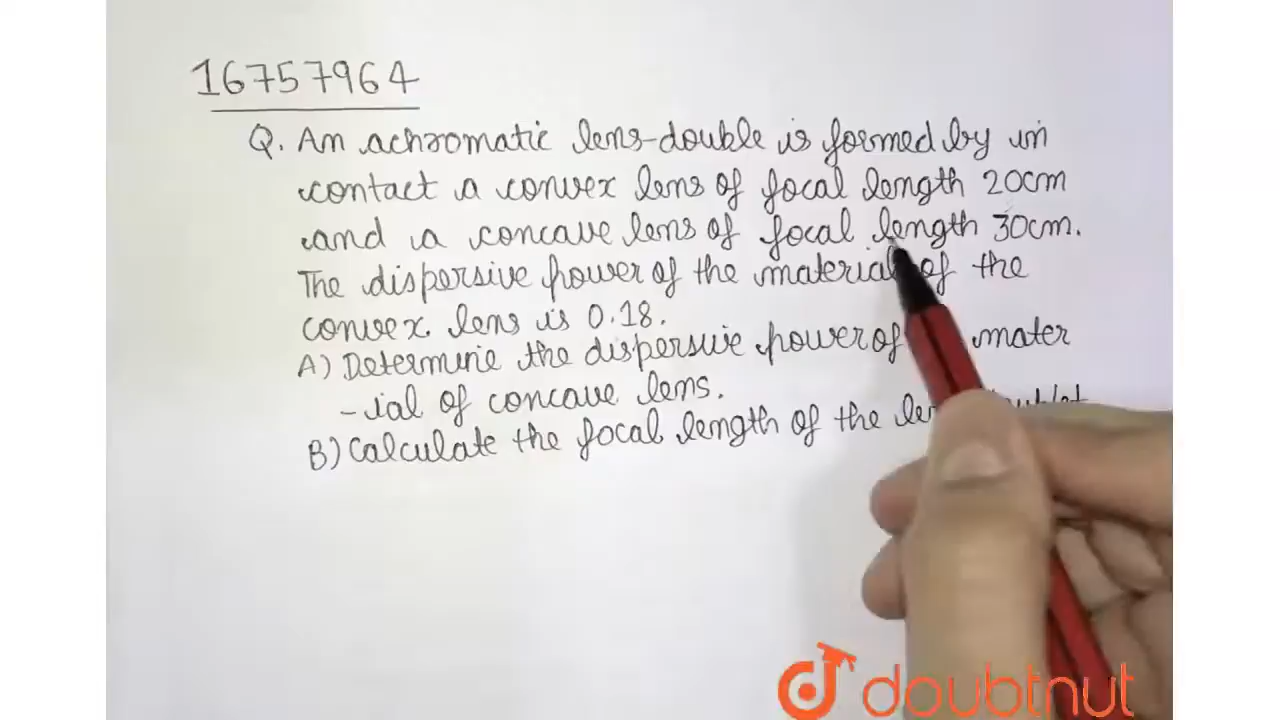 16757964
Q. An achromatic lens-double is formed by in
contact a convex lens of focal length 20cm
and a concave lens of focal length 30cm.
The dispersive power of the material of the
convex lens is 0.18.
A) Determine the dispersive power of mater
-ial of concave lens.
B) Calculate the focal length of the
doubtnut